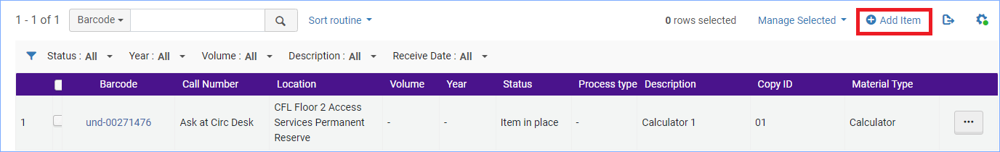 1 - 1 of 1 Barcode Sort routine 0 rows selected Manage Selected Add Item
Status : All Year : All Volume : All Description : All Receive Date : All
Barcode Call Number Location Volume Year Status Process type Description Copy ID Material Type
1 und-00271476 Ask at Circ Desk CFL Floor 2 Access Services Permanent Reserve - - Item in place - Calculator 1 01 Calculator ...